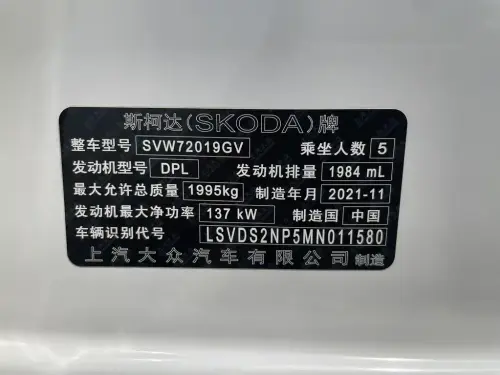 斯柯达(SKODA)牌
整车型号 SVW72019GV 乘坐人数 5
发动机型号 DPL 发动机排量 1984 mL
最大允许总质量 1995kg 制造年月 2021-11
发动机最大净功率 137 kW 制造国 中国
车辆识别代号 LSVDS2NP5MN011580
上汽大众汽车有限公司 制造